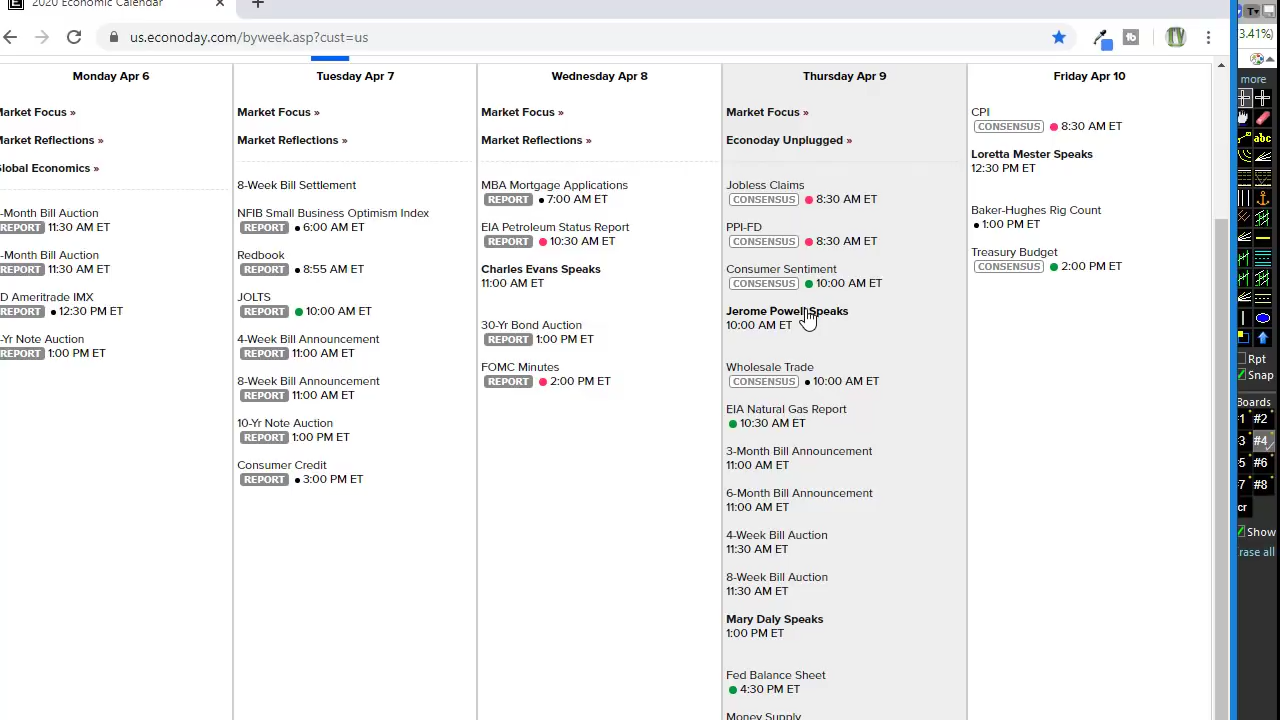 2020 Economic Calendar
us.econoday.com/byweek.asp?cust=us
Monday Apr 6
Market Focus »
Market Reflections »
Global Economics »
-Month Bill Auction
REPORT 11:30 AM ET
-Month Bill Auction
REPORT 11:30 AM ET
D Ameritrade IMX
REPORT 12:30 PM ET
-Yr Note Auction
REPORT 1:00 PM ET
Tuesday Apr 7
Market Focus »
Market Reflections »
8-Week Bill Settlement
NFIB Small Business Optimism Index
REPORT 6:00 AM ET
Redbook
REPORT 8:55 AM ET
JOLTS
REPORT 10:00 AM ET
4-Week Bill Announcement
REPORT 11:00 AM ET
8-Week Bill Announcement
REPORT 11:00 AM ET
10-Yr Note Auction
REPORT 1:00 PM ET
Consumer Credit
REPORT 3:00 PM ET
Wednesday Apr 8
Market Focus »
Market Reflections »
MBA Mortgage Applications
REPORT 7:00 AM ET
EIA Petroleum Status Report
REPORT 10:30 AM ET
Charles Evans Speaks
11:00 AM ET
30-Yr Bond Auction
REPORT 1:00 PM ET
FOMC Minutes
REPORT 2:00 PM ET
Thursday Apr 9
Market Focus »
Econoday Unplugged »
Jobless Claims
CONSENSUS 8:30 AM ET
PPI-FD
CONSENSUS 8:30 AM ET
Consumer Sentiment
CONSENSUS 10:00 AM ET
Jerome Powell Speaks
10:00 AM ET
Wholesale Trade
CONSENSUS 10:00 AM ET
EIA Natural Gas Report
10:30 AM ET
3-Month Bill Announcement
11:00 AM ET
6-Month Bill Announcement
11:00 AM ET
4-Week Bill Auction
11:30 AM ET
8-Week Bill Auction
11:30 AM ET
Mary Daly Speaks
1:00 PM ET
Fed Balance Sheet
4:30 PM ET
Money Supply
Friday Apr 10
CPI
CONSENSUS 8:30 AM ET
Loretta Mester Speaks
12:30 PM ET
Baker-Hughes Rig Count
1:00 PM ET
Treasury Budget
CONSENSUS 2:00 PM ET
3.41%)
more
abc
Rpt
Snap
Boards
#1 #2
#3 #4
#5 #6
#7 #8
cr
Show
rase all